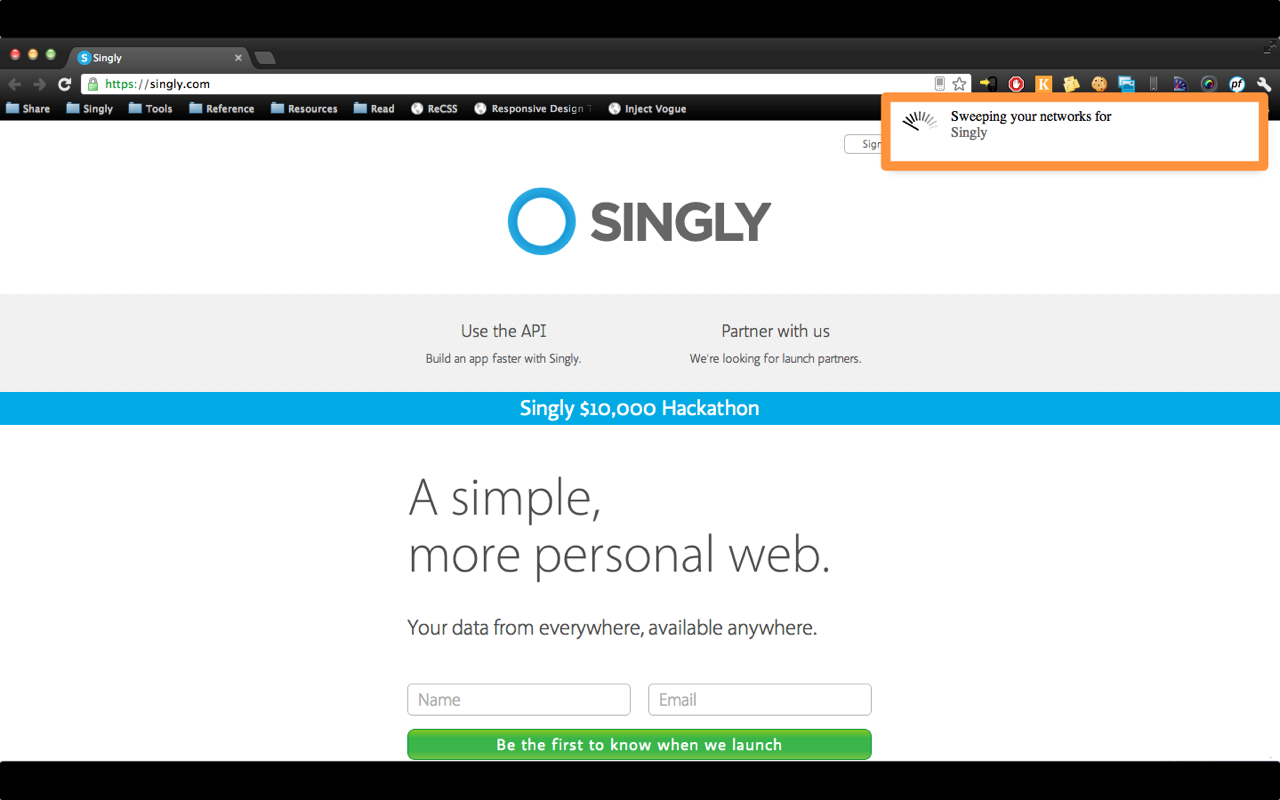 Singly
https://singly.com
Share Singly Tools Reference Resources Read ReCSS Responsive Design Inject Vogue
K pf
Sweeping your networks for
Singly
Sign
SINGLY
Use the API Partner with us
Build an app faster with Singly. We're looking for launch partners.
Singly $10,000 Hackathon
A simple,
more personal web.
Your data from everywhere, available anywhere.
Name Email
Be the first to know when we launch